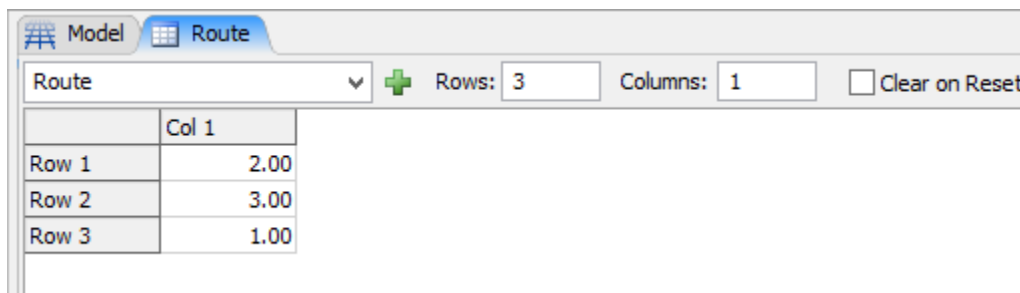 Model Route
Route Rows: 3 Columns: 1 Clear on Reset
Col 1
Row 1 2.00
Row 2 3.00
Row 3 1.00